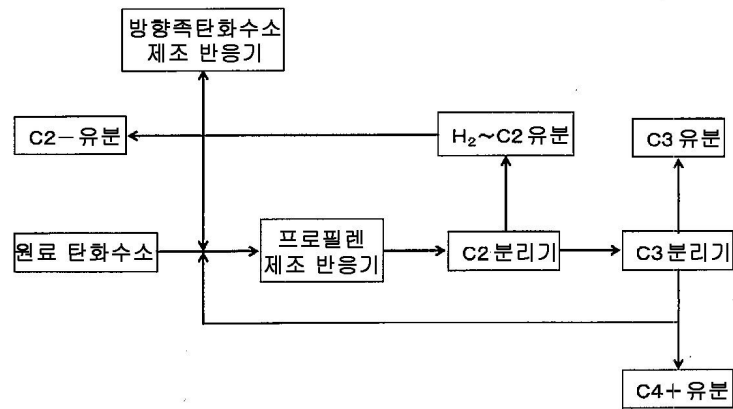 방향족탄화수소
제조 반응기
C2－유분
H₂~C2 유분
C3 유분
원료 탄화수소
프로필렌
제조 반응기
C2 분리기
C3 분리기
C4+ 유분